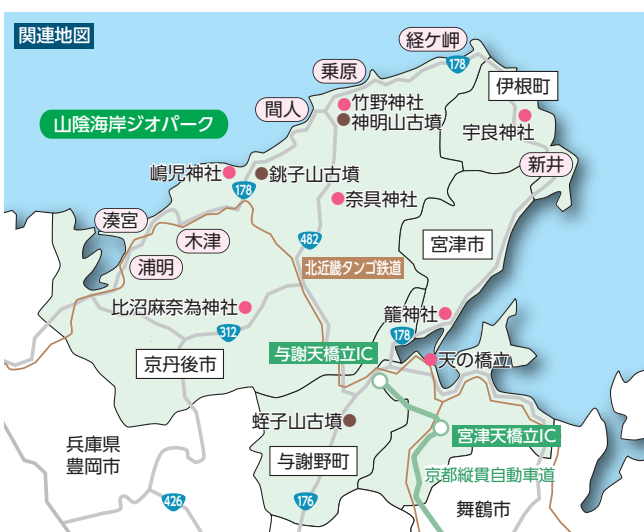 関連地図
経ケ岬
178
乗原
伊根町
間人
竹野神社
神明山古墳
山陰海岸ジオパーク
宇良神社
新井
嶋児神社
銚子山古墳
178
奈具神社
湊宮
木津
482
宮津市
浦明
北近畿タンゴ鉄道
比沼麻奈為神社
籠神社
312
178
与謝天橋立IC
天の橋立
京丹後市
蛭子山古墳
宮津天橋立IC
兵庫県
豊岡市
与謝野町
京都縦貫自動車道
426
176
舞鶴市